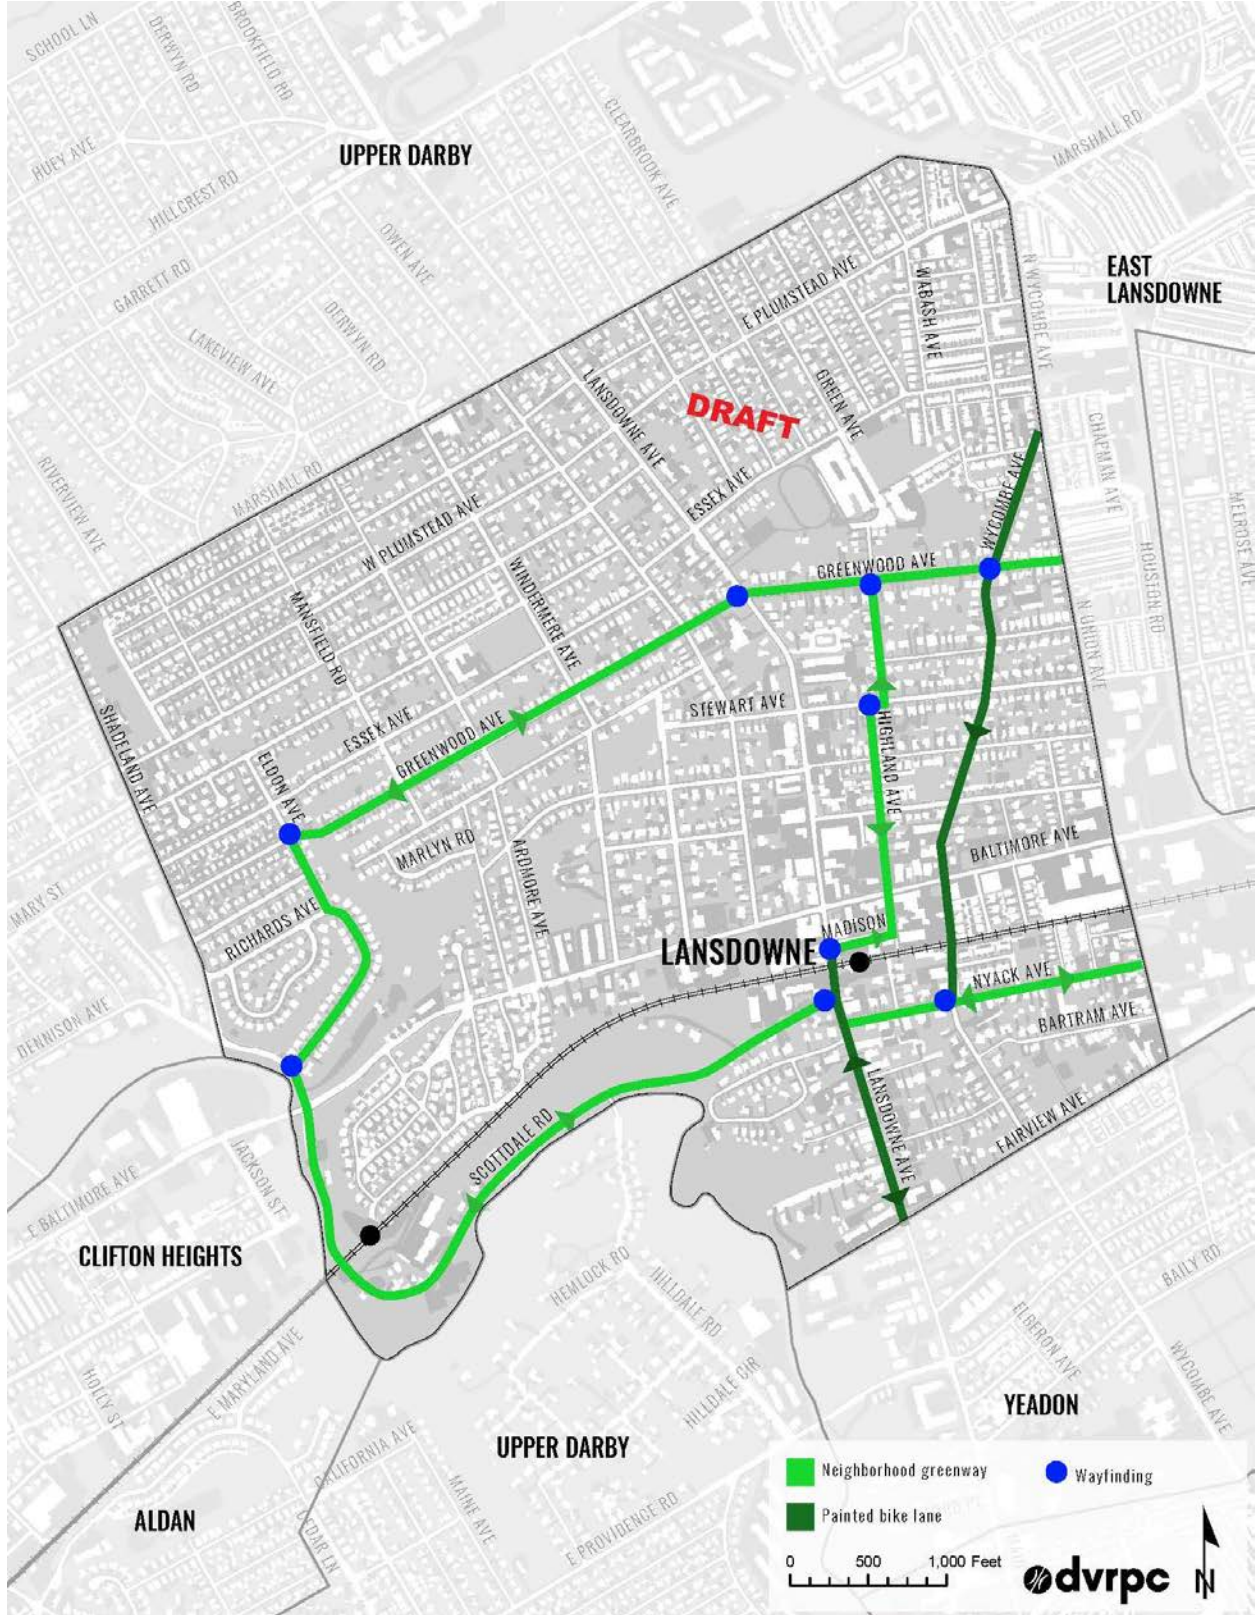 SCHOOL LN
DERWYN RD
BROOKFIELD RD
HUEY AVE
HILLCREST RD
GARRETT RD
UPPER DARBY
OWEN AVE
CLEARBROOK AVE
MARSHALL RD
LAKEVIEW AVE
DERWYN RD
EAST
LANSDOWNE
N WYCOMBE AVE
E PLUMSTEAD AVE
WABASH AVE
LANSDOWNE AVE
DRAFT
GREEN AVE
ESSEX AVE
CHAPMAN AVE
MELROSE AVE
HOUSTON RD
RIVERVIEW AVE
MARSHALL RD
W PLUMSTEAD AVE
WYCOMBE AVE
GREENWOOD AVE
WINDERMERE AVE
MANSFIELD RD
N UNION AVE
SHADELAND AVE
ESSEX AVE
GREENWOOD AVE
STEWART AVE
HIGHLAND AVE
ELDON AVE
MARLYN RD
ARDMORE AVE
BALTIMORE AVE
MARY ST
RICHARDS AVE
MADISON
LANSDOWNE
NYACK AVE
BARTRAM AVE
DENNISON AVE
LANSDOWNE AVE
FAIRVIEW AVE
SCOTTDALE RD
JACKSON ST
E BALTIMORE AVE
CLIFTON HEIGHTS
HEMLOCK RD
HILLDALE RD
HILLDALE CIR
BAILY RD
ELBERON AVE
WYCOMBE AVE
E MARYLAND AVE
HOLLY ST
YEADON
UPPER DARBY
CALIFORNIA AVE
MAINE AVE
E PROVIDENCE RD
ALDAN
CEDAR LN
Neighborhood greenway
Wayfinding
Painted bike lane
0 500 1,000 Feet
dvrpc
N